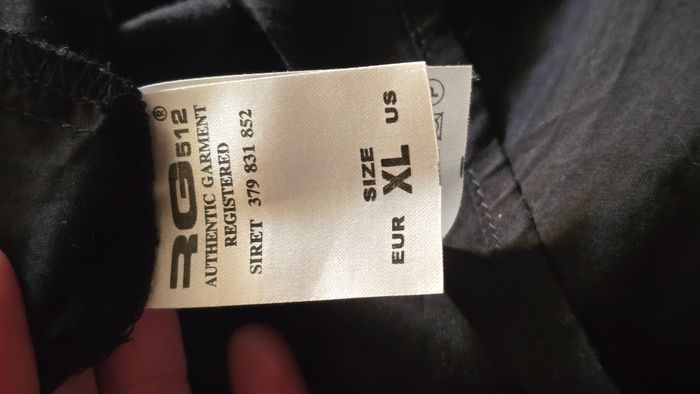 RG512®
AUTHENTIC GARMENT
REGISTERED
SIRET 379 831 852
SIZE
EUR XL US